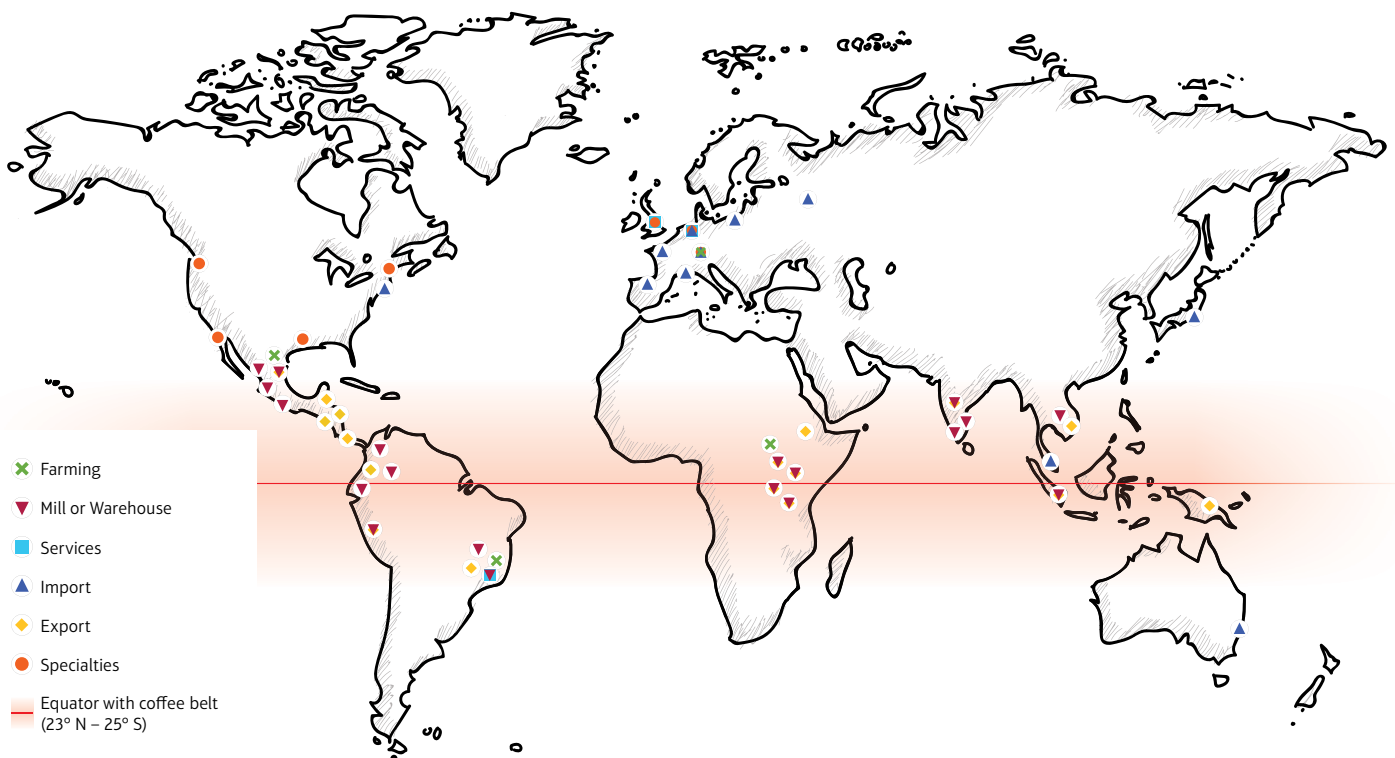 Farming
Mill or Warehouse
Services
Import
Export
Specialties
Equator with coffee belt
(23° N – 25° S)